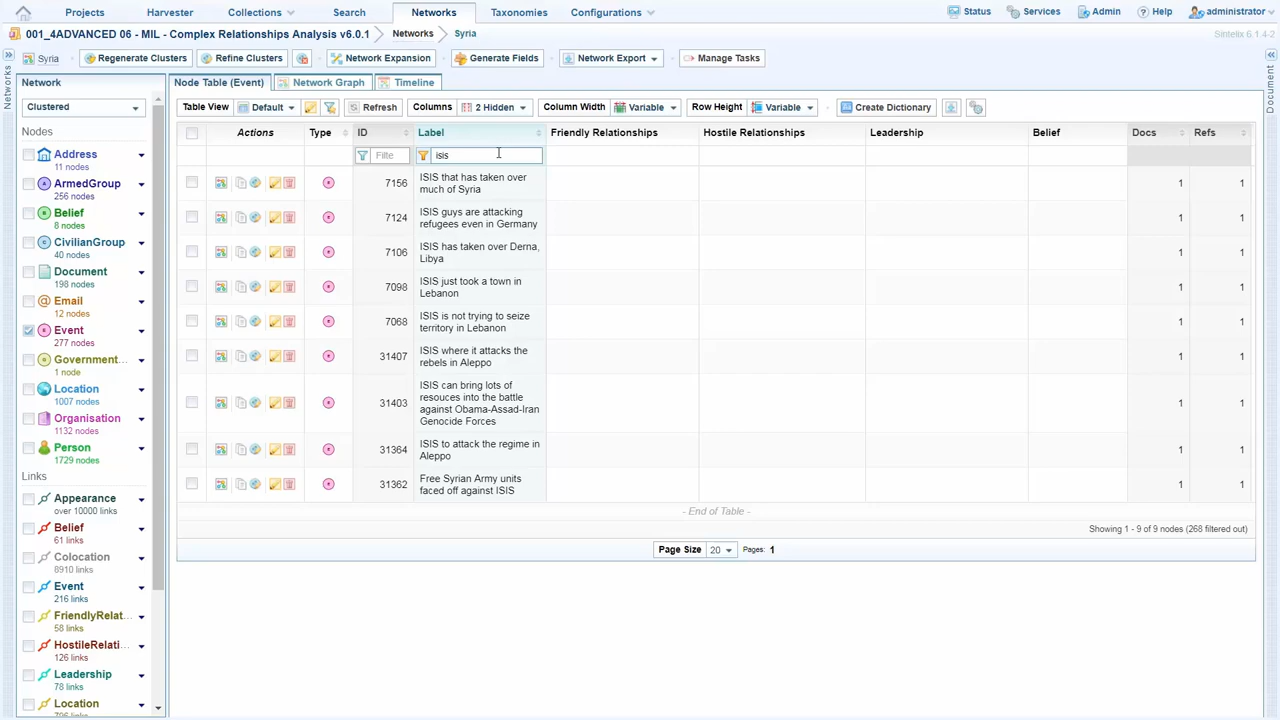 Projects Harvester Collections Search Networks Taxonomies Configurations Status Services Admin Help administrator
001_4ADVANCED 06 - MIL - Complex Relationships Analysis v6.0.1 Networks Syria Sintelix 6.1.4-2
Syria Regenerate Clusters Refine Clusters Network Expansion Generate Fields Network Export Manage Tasks
Networks
Document
Network
Clustered
Nodes
Address
11 nodes
ArmedGroup
256 nodes
Belief
8 nodes
CivilianGroup
40 nodes
Document
198 nodes
Email
12 nodes
Event
277 nodes
Government...
1 node
Location
1007 nodes
Organisation
1132 nodes
Person
1729 nodes
Links
Appearance
over 10000 links
Belief
61 links
Colocation
8910 links
Event
216 links
FriendlyRelat...
58 links
HostileRelati...
126 links
Leadership
78 links
Location
Node Table (Event) Network Graph Timeline
Table View Default Refresh Columns 2 Hidden Column Width Variable Row Height Variable Create Dictionary
Actions Type ID Label Friendly Relationships Hostile Relationships Leadership Belief Docs Refs
Filte isis
7156 ISIS that has taken over much of Syria 1 1
7124 ISIS guys are attacking refugees even in Germany 1 1
7106 ISIS has taken over Derna, Libya 1 1
7098 ISIS just took a town in Lebanon 1 1
7068 ISIS is not trying to seize territory in Lebanon 1 1
31407 ISIS where it attacks the rebels in Aleppo 1 1
31403 ISIS can bring lots of resouces into the battle against Obama-Assad-Iran Genocide Forces 1 1
31364 ISIS to attack the regime in Aleppo 1 1
31362 Free Syrian Army units faced off against ISIS 1 1
- End of Table -
Showing 1 - 9 of 9 nodes (268 filtered out)
Page Size 20 Pages: 1